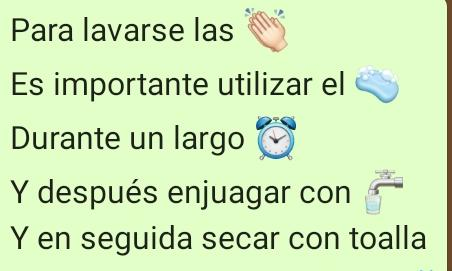 Para lavarse las 👏🏻
Es importante utilizar el 🧼
Durante un largo ⏰
Y después enjuagar con 🚰
Y en seguida secar con toalla